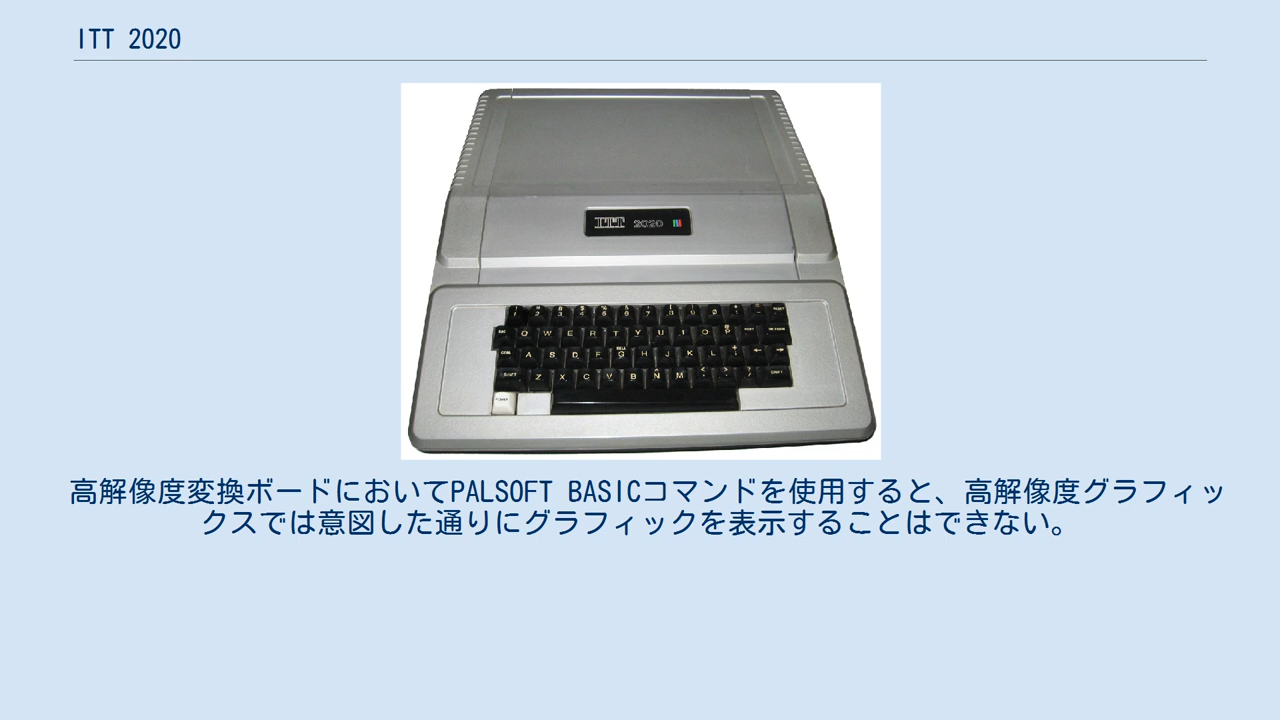 ITT 2020
ITT 2020
Q W E R T Y U I O P
A S D F G H J K L
Z X C V B N M
高解像度変換ボードにおいてPALSOFT BASICコマンドを使用すると、高解像度グラフィッ
クスでは意図した通りにグラフィックを表示することはできない。